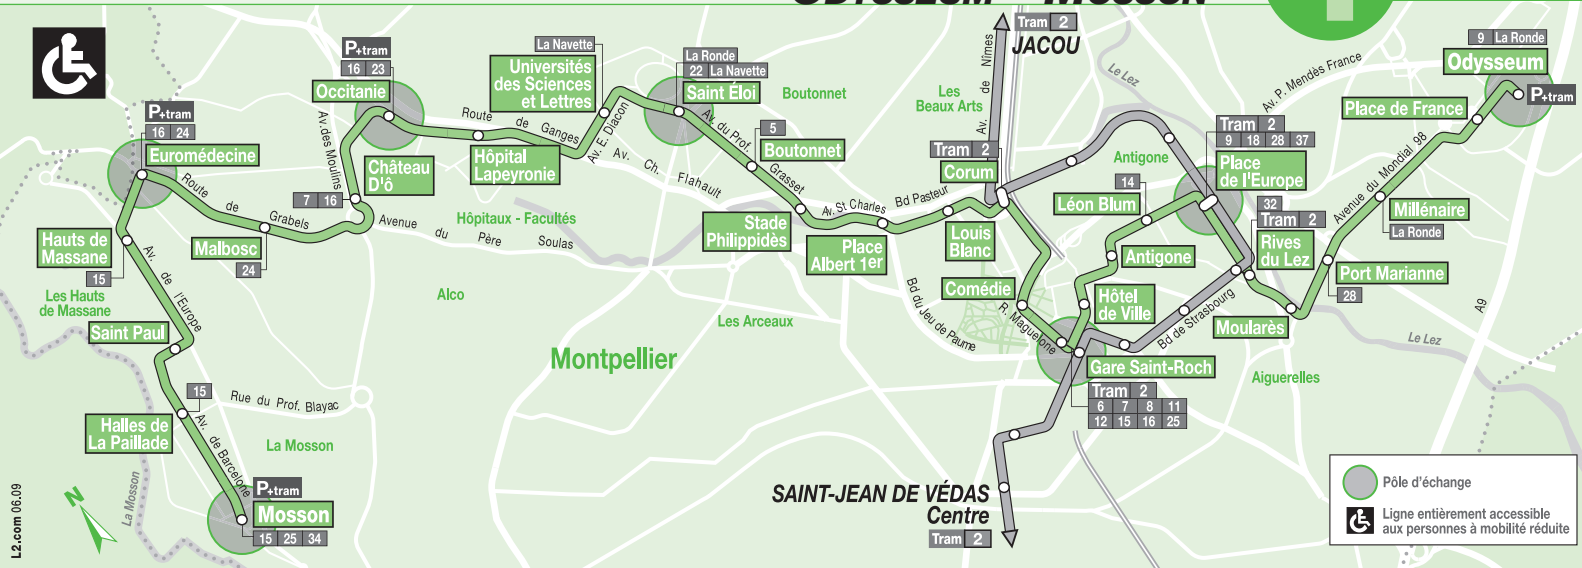 ODYSSEUM MOSSON
1
Tram 2
JACOU
9 La Ronde
Odysseum
P+tram
Place de France
Av. P. Mendès France
Avenue du Mondial 98
Millénaire
La Ronde
Port Marianne
28
A9
Le Lez
Moularès
Aiguerelles
32
Tram 2
Rives
du Lez
Tram 2
9 18 28 37
Place
de l'Europe
Antigone
14
Léon Blum
Antigone
Hôtel
de Ville
Bd de Strasbourg
Gare Saint-Roch
Tram 2
6 7 8 11
12 15 16 25
R. Maguelone
Comédie
Bd du Jeu de Paume
Louis
Blanc
Tram 2
Corum
Av. de Nîmes
Le Lez
Les
Beaux Arts
Bd Pasteur
Av. St Charles
Place
Albert 1er
Stade
Philippidès
Boutonnet
5
Boutonnet
Av. du Prof. Grasset
La Ronde
22 La Navette
Saint Éloi
La Navette
Universités
des Sciences
et Lettres
Av. E. Diacon
Av. Ch. Flahault
Route de Ganges
Hôpital
Lapeyronie
Hôpitaux - Facultés
P+tram
16 23
Occitanie
Av. des Moulins
Château
D'ô
7 16
Avenue du Père Soulas
Alco
Les Arceaux
Montpellier
P+tram
16 24
Euromédecine
Route de Grabels
Malbosc
24
Hauts de
Massane
15
Les Hauts
de Massane
Av. de l'Europe
Saint Paul
15
Rue du Prof. Blayac
Halles de
La Paillade
Av. de Barcelone
La Mosson
La Mosson
P+tram
Mosson
15 25 34
N
L2.com 06.09
SAINT-JEAN DE VÉDAS
Centre
Tram 2
Pôle d'échange
Ligne entièrement accessible
aux personnes à mobilité réduite